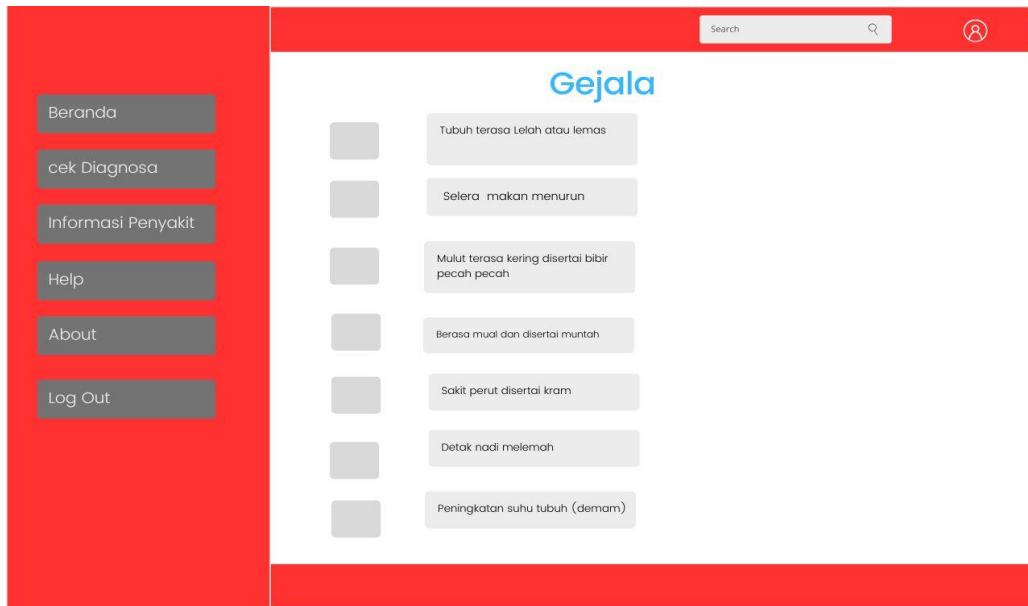 Search
Beranda
cek Diagnosa
Informasi Penyakit
Help
About
Log Out
Gejala
Tubuh terasa Lelah atau lemas
Selera makan menurun
Mulut terasa kering disertai bibir
pecah pecah
Berasa mual dan disertai muntah
Sakit perut disertai kram
Detak nadi melemah
Peningkatan suhu tubuh (demam)